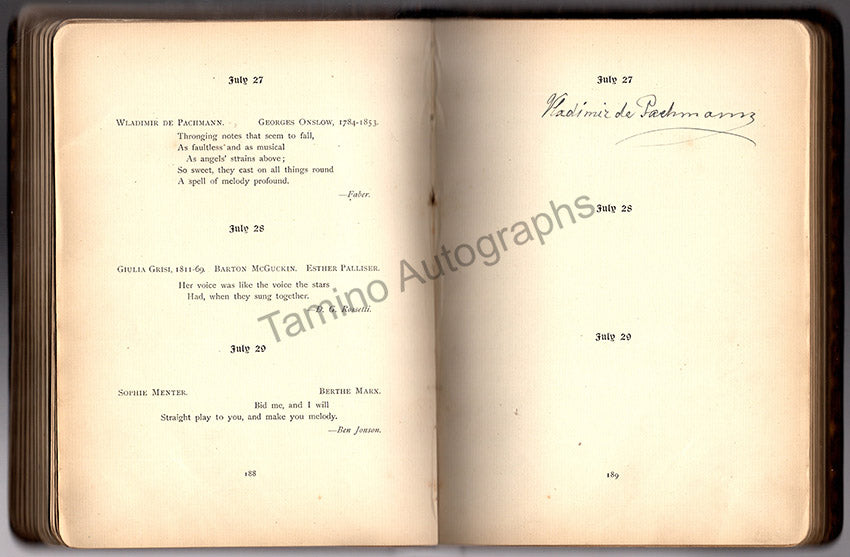 July 27
WLADIMIR DE PACHMANN. GEORGES ONSLOW, 1784-1853.
Thronging notes that seem to fall,
As faultless and as musical
As angels' strains above;
So sweet, they cast on all things round
A spell of melody profound.
—Faber.
July 28
GIULIA GRISI, 1811-69. BARTON MCGUCKIN. ESTHER PALLISER.
Her voice was like the voice the stars
Had, when they sung together.
—D. G. Rossetti.
July 29
SOPHIE MENTER. BERTHE MARX.
Bid me, and I will
Straight play to you, and make you melody.
—Ben Jonson.
188
July 27
Vladimir de Pachmann
July 28
July 29
189
Tamino Autographs